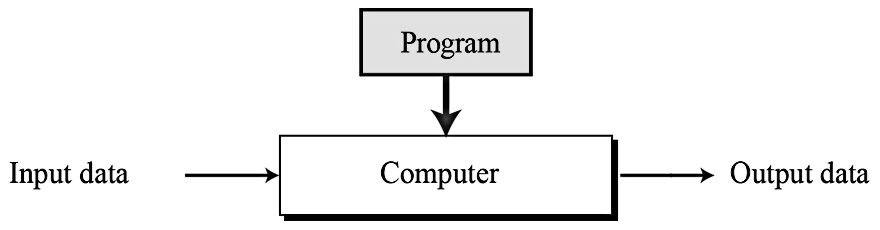 Program
Input data
Computer
Output data